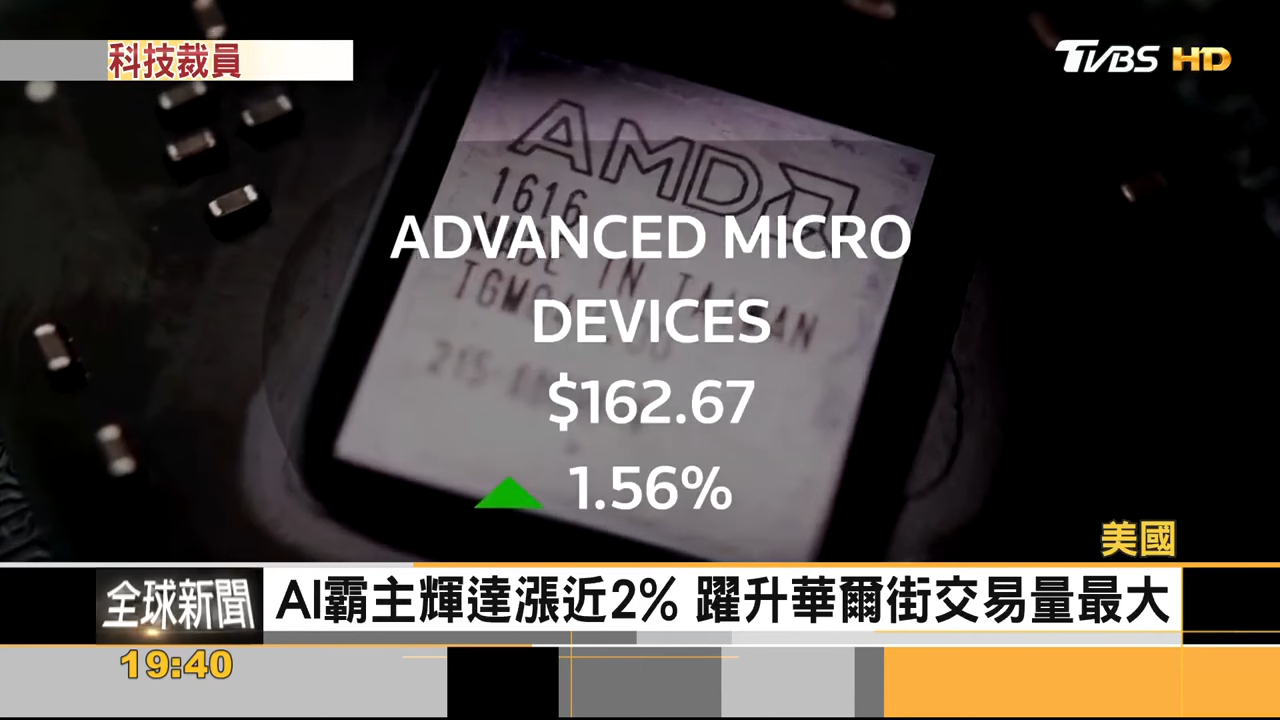 科技裁員
TVBS HD
AMD
1616
ADVANCED MICRO
DEVICES
$162.67
1.56%
美國
全球新聞
AI霸主輝達漲近2% 躍升華爾街交易量最大
19:40